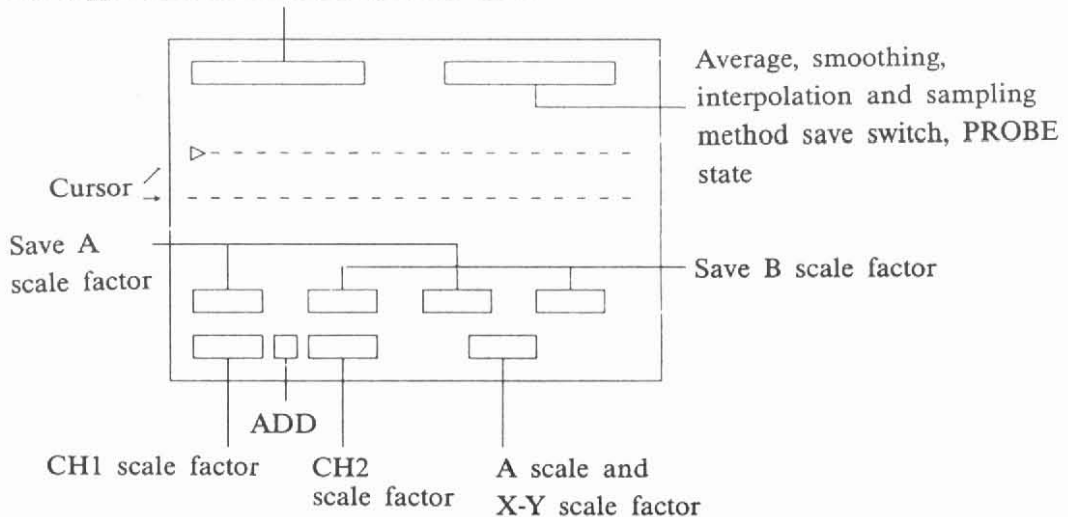 Average, smoothing,
interpolation and sampling
method save switch, PROBE
state
Cursor
Save A
scale factor
Save B scale factor
ADD
CH1 scale factor
CH2
scale factor
A scale and
X-Y scale factor